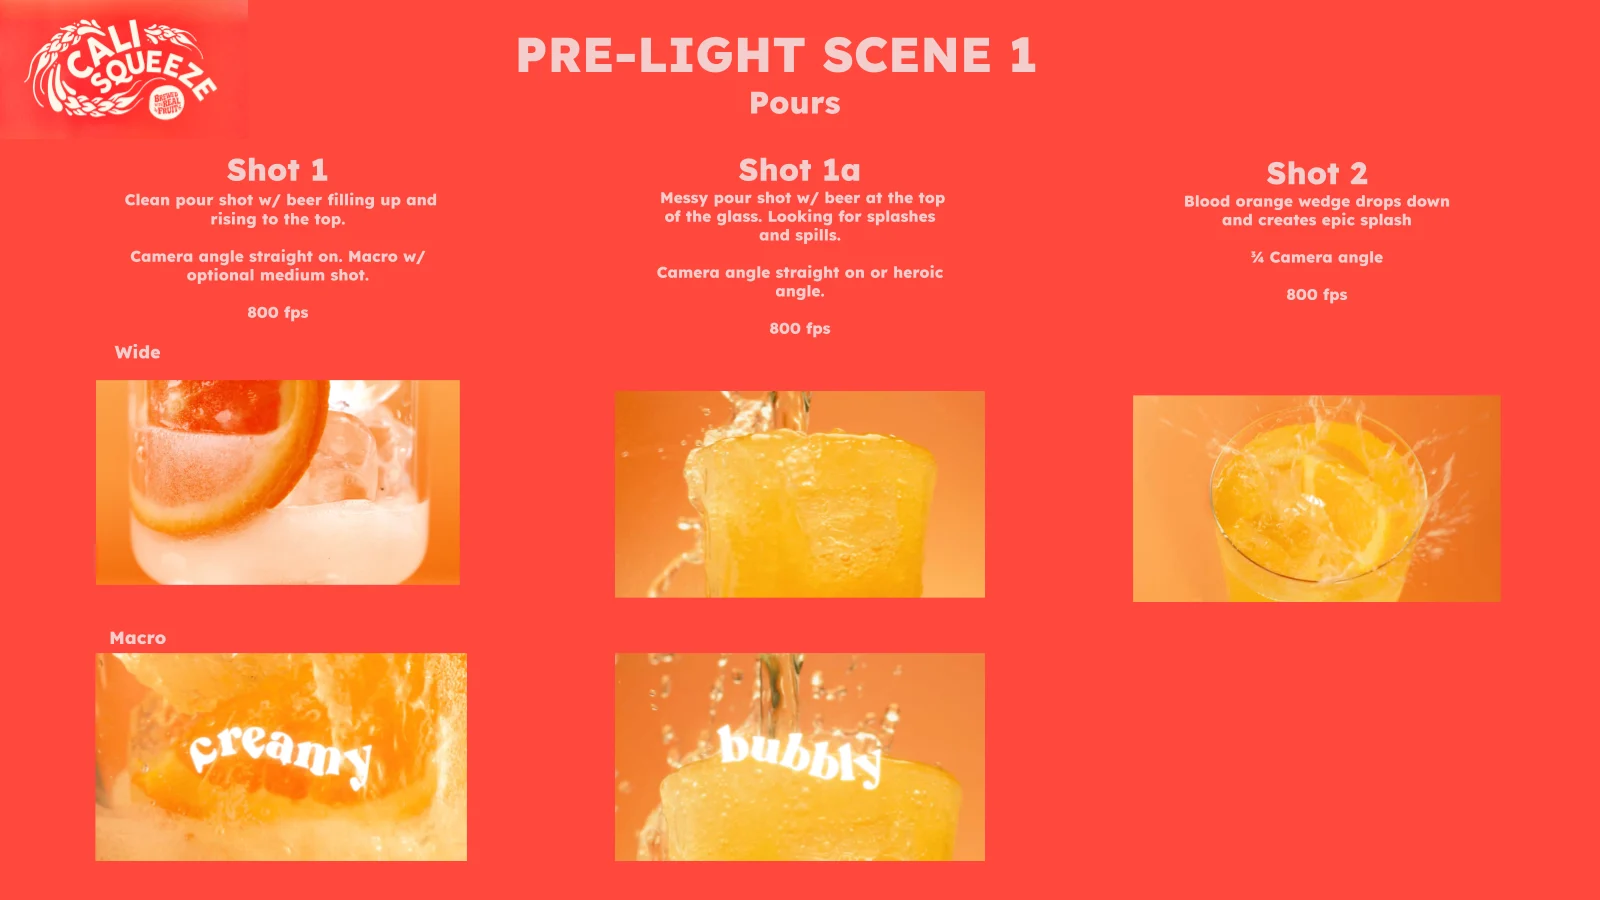 CALI
SQUEEZE
BREWED
WITH
REAL
FRUIT
PRE-LIGHT SCENE 1
Pours
Shot 1
Clean pour shot w/ beer filling up and
rising to the top.
Camera angle straight on. Macro w/
optional medium shot.
800 fps
Wide
Macro
creamy
Shot 1a
Messy pour shot w/ beer at the top
of the glass. Looking for splashes
and spills.
Camera angle straight on or heroic
angle.
800 fps
bubbly
Shot 2
Blood orange wedge drops down
and creates epic splash
¾ Camera angle
800 fps